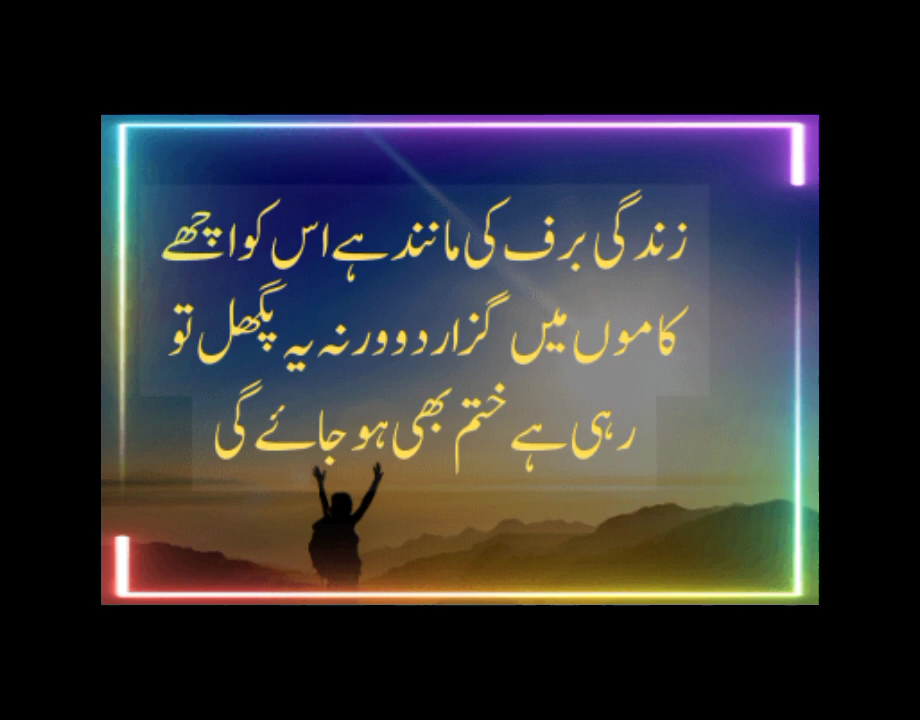 زندگی برف کی مانند ہے اس کو اچھے
کاموں میں گزار دو ورنہ یہ پگھل تو
رہی ہے ختم بھی ہو جائے گی